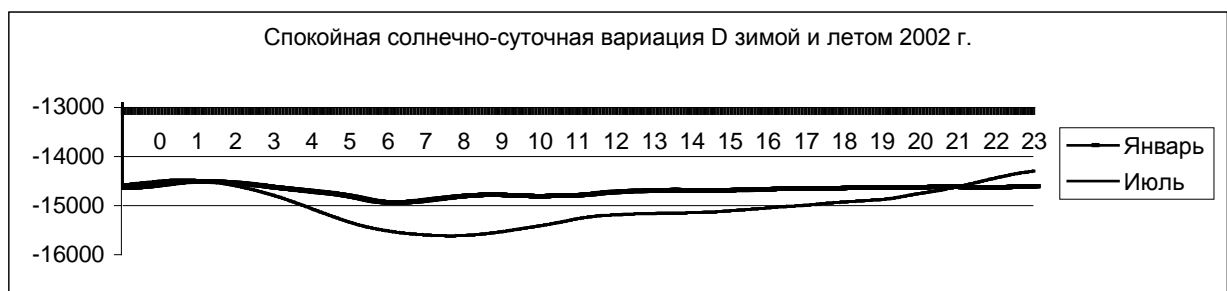 Спокойная солнечно-суточная вариация D зимой и летом 2002 г.
-13000
0 1 2 3 4 5 6 7 8 9 10 11 12 13 14 15 16 17 18 19 20 21 22 23
-14000
Январь
Июль
-15000
-16000